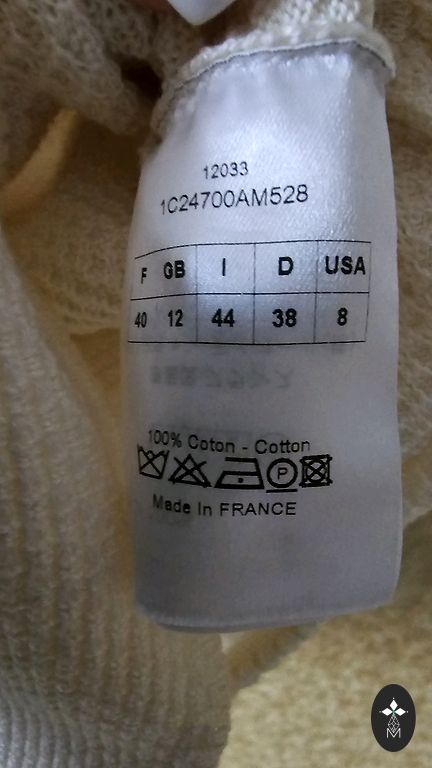 12033
1C24700AM528
F GB I D USA
40 12 44 38 8
100% Coton - Cotton
P
Made In FRANCE
M